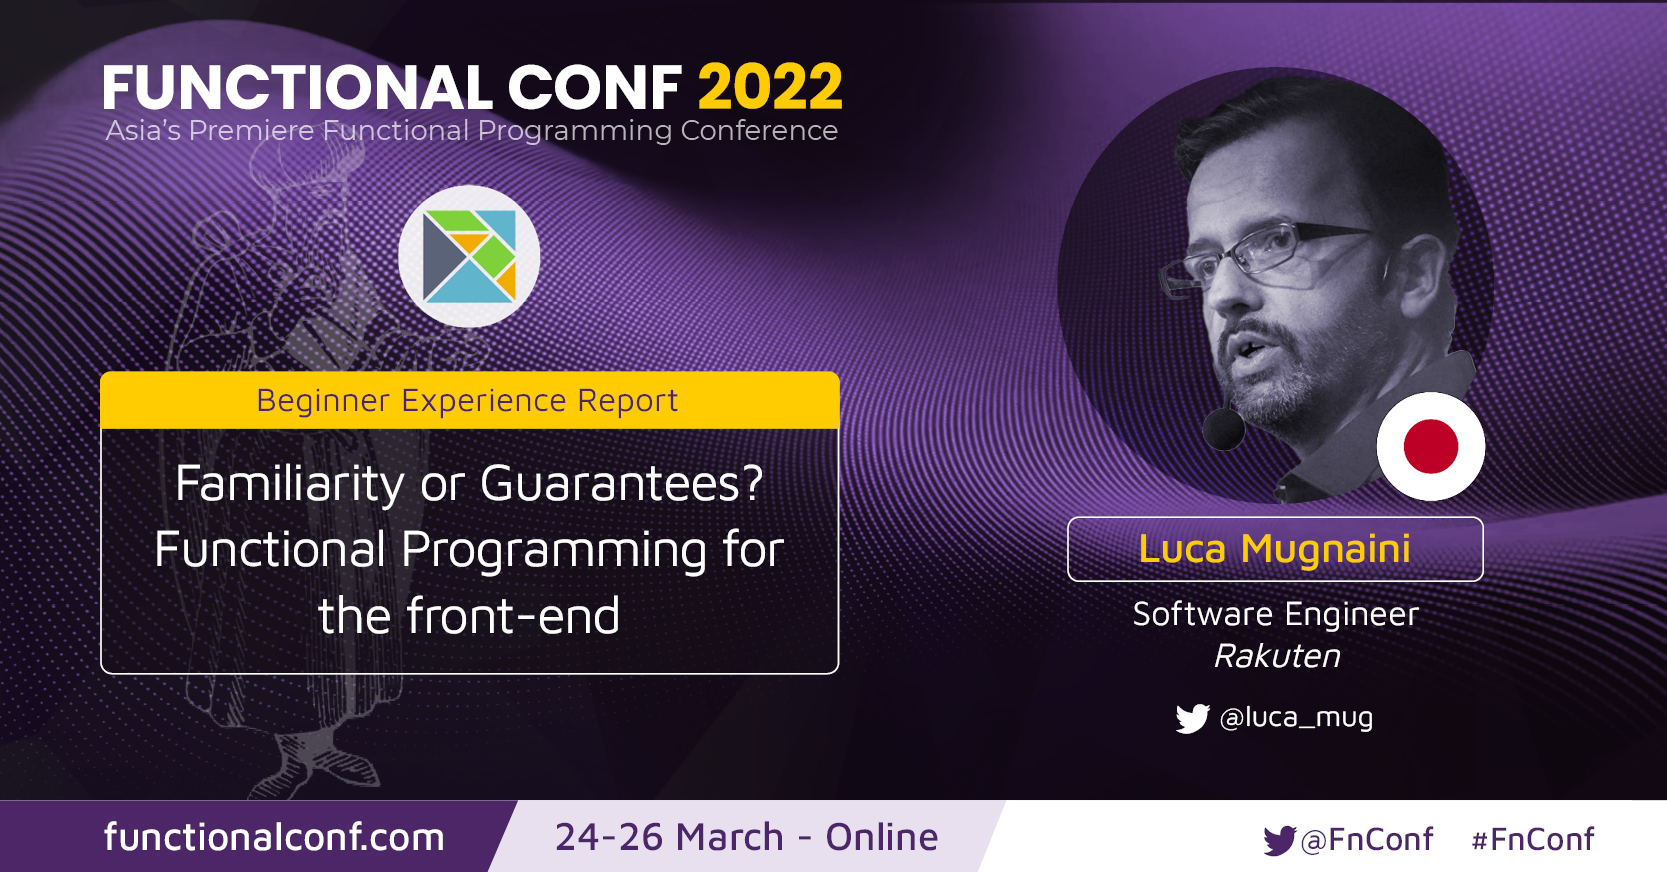 FUNCTIONAL CONF 2022
Asia's Premiere Functional Programming Conference
Beginner Experience Report
Familiarity or Guarantees?
Functional Programming for
the front-end
Luca Mugnaini
Software Engineer
Rakuten
@luca_mug
functionalconf.com
24-26 March - Online
@FnConf #FnConf